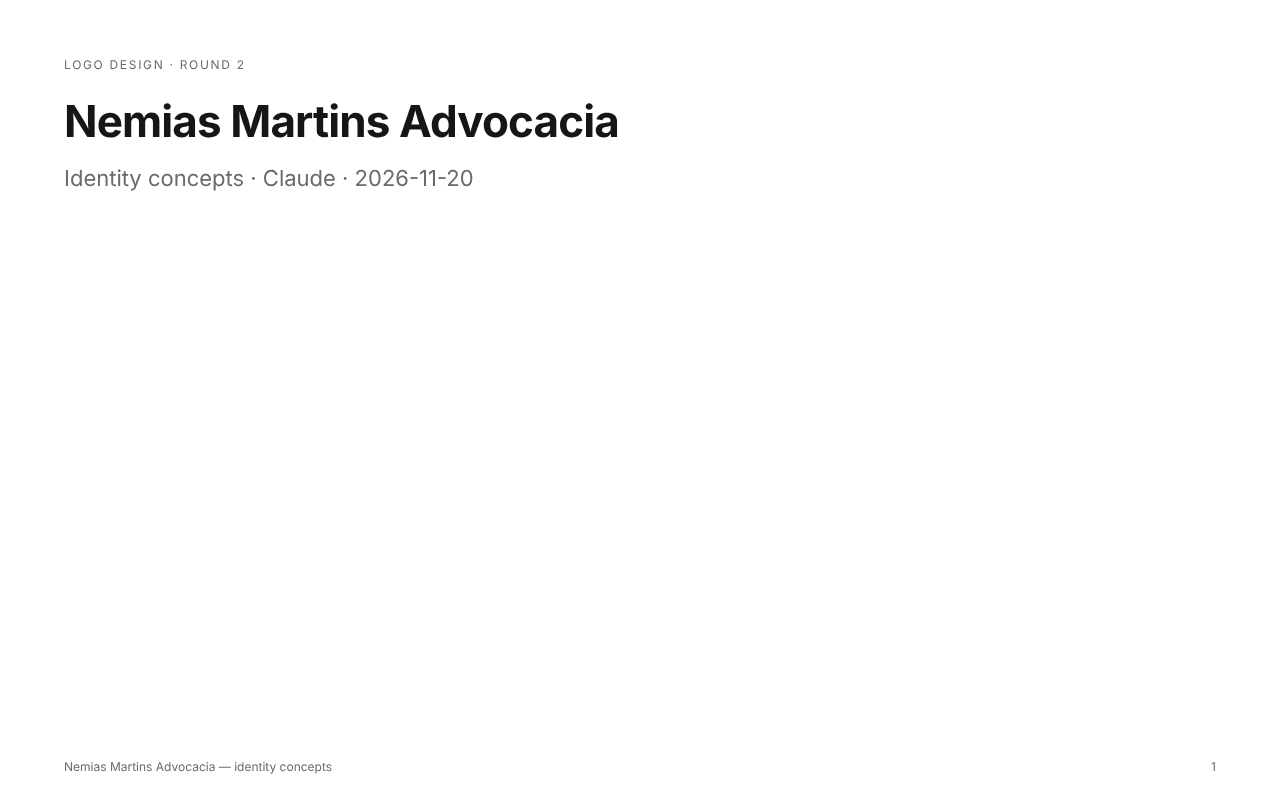 LOGO DESIGN · ROUND 2
Nemias Martins Advocacia
Identity concepts · Claude · 2026-11-20
Nemias Martins Advocacia — identity concepts
1